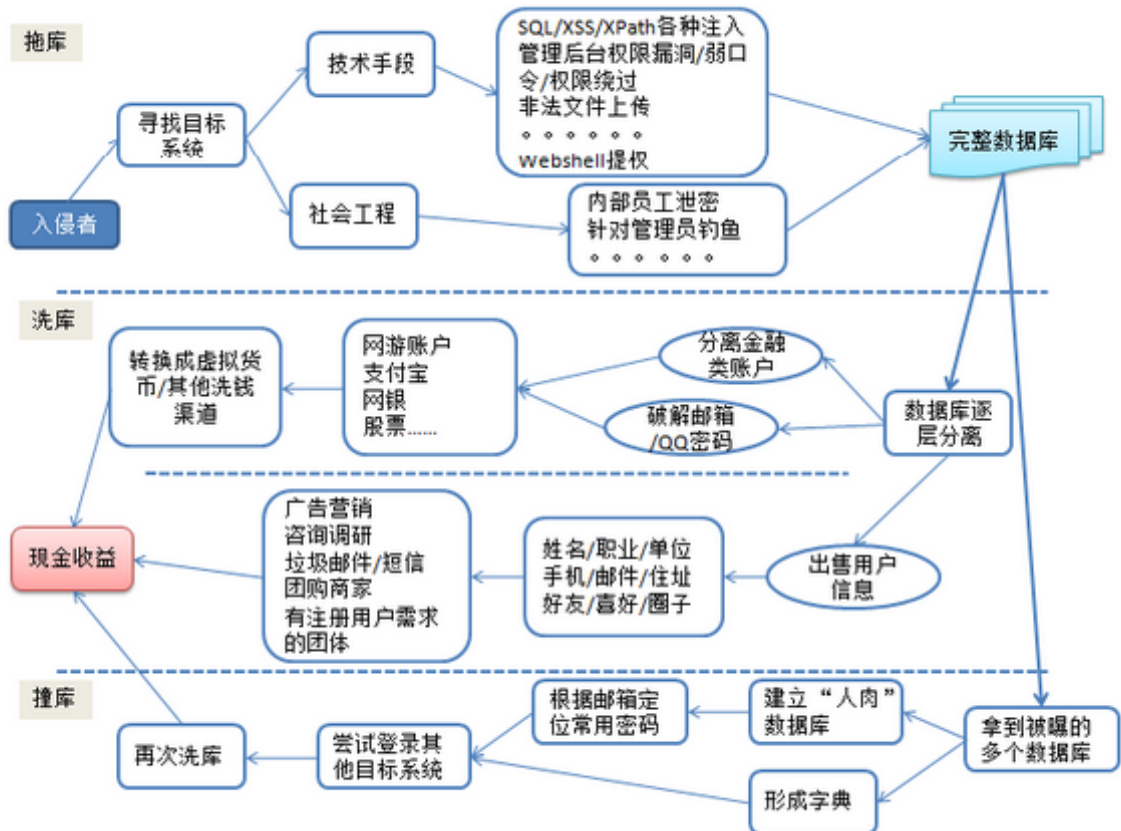 拖库
入侵者
寻找目标
系统
技术手段
SQL/XSS/XPath各种注入
管理后台权限漏洞/弱口
令/权限绕过
非法文件上传
。。。。。。
Webshell提权
社会工程
内部员工泄密
针对管理员钓鱼
。。。。。。
完整数据库
洗库
数据库逐
层分离
分离金融
类账户
破解邮箱
/QQ密码
网游账户
支付宝
网银
股票……
转换成虚拟货
币/其他洗钱
渠道
现金收益
出售用户
信息
姓名/职业/单位
手机/邮件/住址
好友/喜好/圈子
广告营销
咨询调研
垃圾邮件/短信
团购商家
有注册用户需求
的团体
撞库
拿到被曝的
多个数据库
建立“人肉”
数据库
根据邮箱定
位常用密码
形成字典
尝试登录其
他目标系统
再次洗库